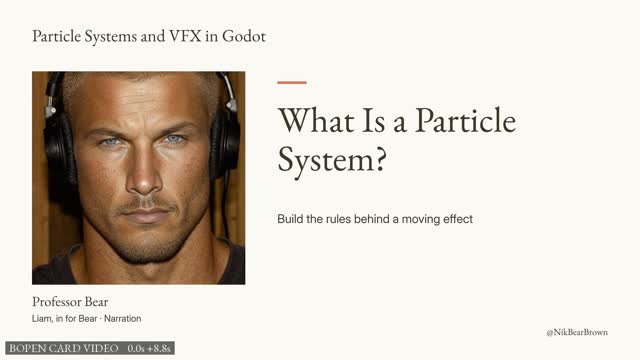 Particle Systems and VFX in Godot
What Is a Particle
System?
Build the rules behind a moving effect
Professor Bear
Liam, in for Bear · Narration
@NikBearBrown
BOPEN CARD VIDEO 0.0s +8.8s